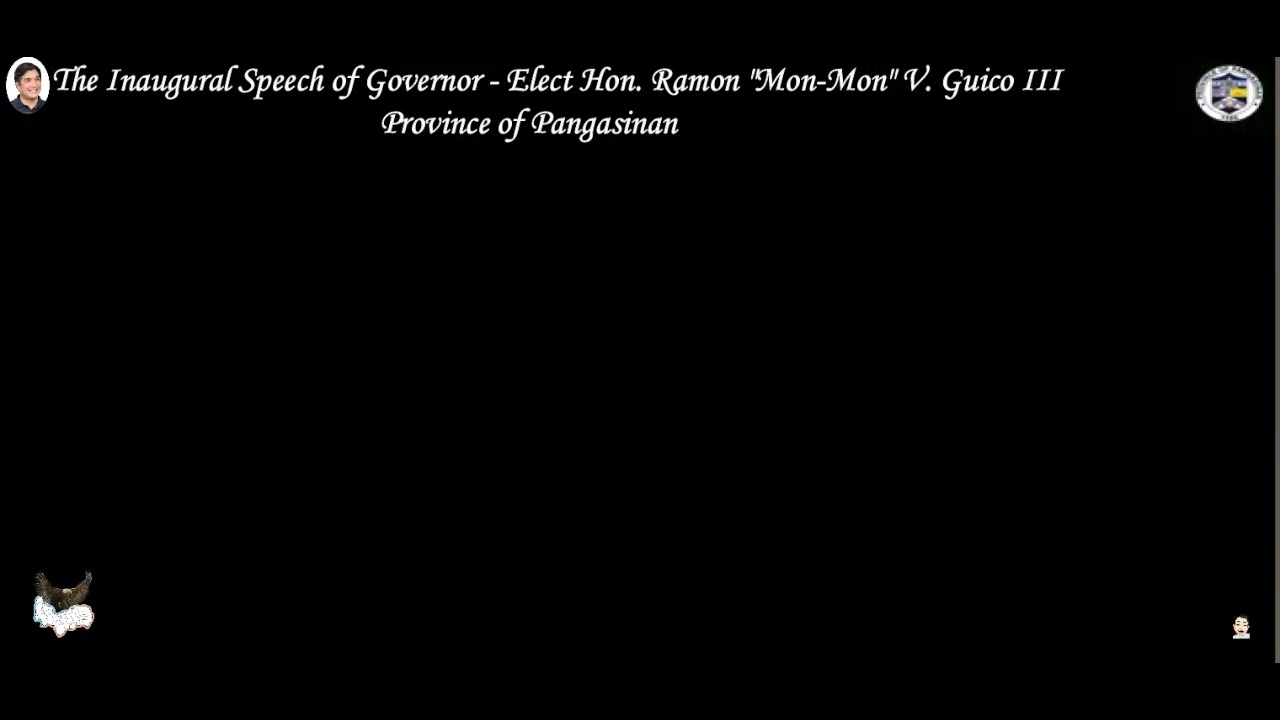 The Inaugural Speech of Governor - Elect Hon. Ramon "Mon-Mon" V. Guico III
Province of Pangasinan